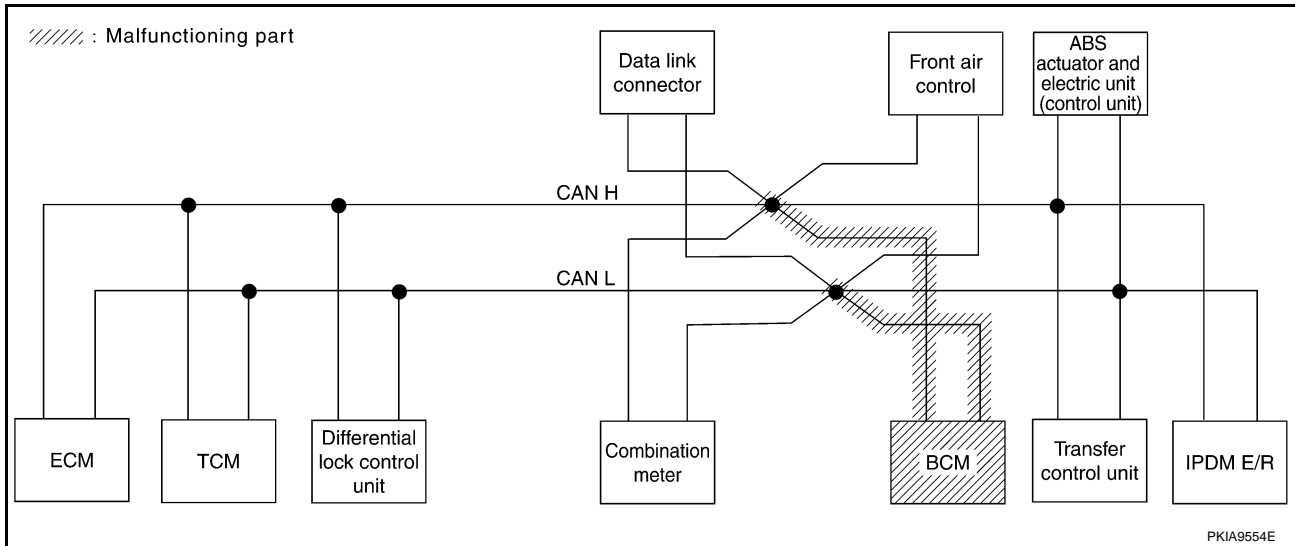 : Malfunctioning part
Data link
connector
Front air
control
ABS
actuator and
electric unit
(control unit)
CAN H
CAN L
ECM
TCM
Differential
lock control
unit
Combination
meter
BCM
Transfer
control unit
IPDM E/R
PKIA9554E